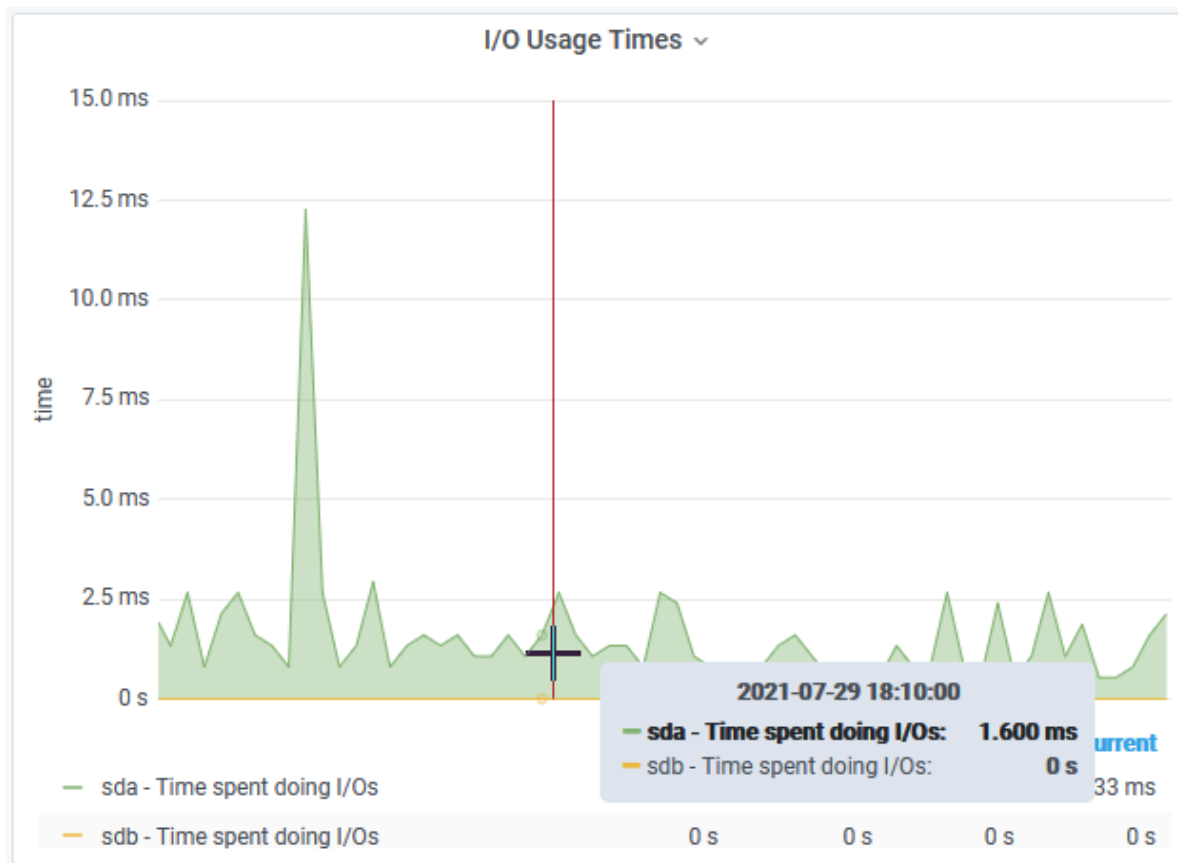 I/O Usage Times
15.0 ms
12.5 ms
10.0 ms
7.5 ms
time
5.0 ms
2.5 ms
0 s
2021-07-29 18:10:00
sda - Time spent doing I/Os: 1.600 ms
urrent
sdb - Time spent doing I/Os: 0 s
sda - Time spent doing I/Os 33 ms
sdb - Time spent doing I/Os 0 s 0 s 0 s 0 s